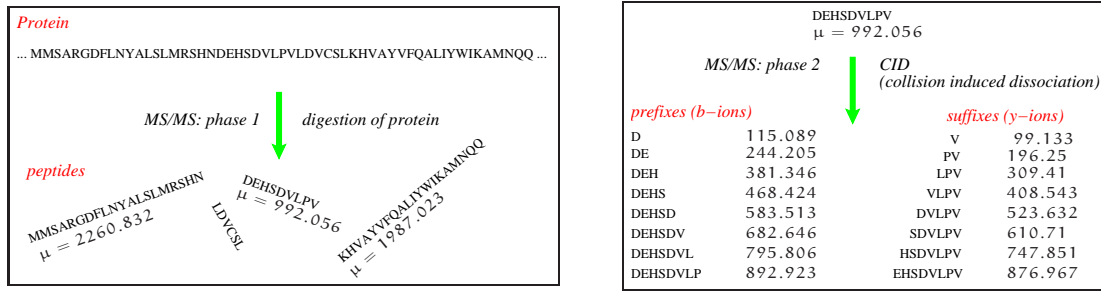 Protein
... MMSARGDFLNYALSLMRSHNDEHSDVLPVLDVCSLKHVAYVFQALIYWIKAMNQQ ...
MS/MS: phase 1 digestion of protein
peptides
MMSARGDFLNYALSLMRSHN
μ = 2260.832
LDVCSL
DEHSDVLPV
μ = 992.056
KHVAYVFQALIYWIKAMNQQ
μ = 1987.023
DEHSDVLPV
μ = 992.056
MS/MS: phase 2 CID
(collision induced dissociation)
prefixes (b−ions) suffixes (y−ions)
D 115.089 V 99.133
DE 244.205 PV 196.25
DEH 381.346 LPV 309.41
DEHS 468.424 VLPV 408.543
DEHSD 583.513 DVLPV 523.632
DEHSDV 682.646 SDVLPV 610.71
DEHSDVL 795.806 HSDVLPV 747.851
DEHSDVLP 892.923 EHSDVLPV 876.967